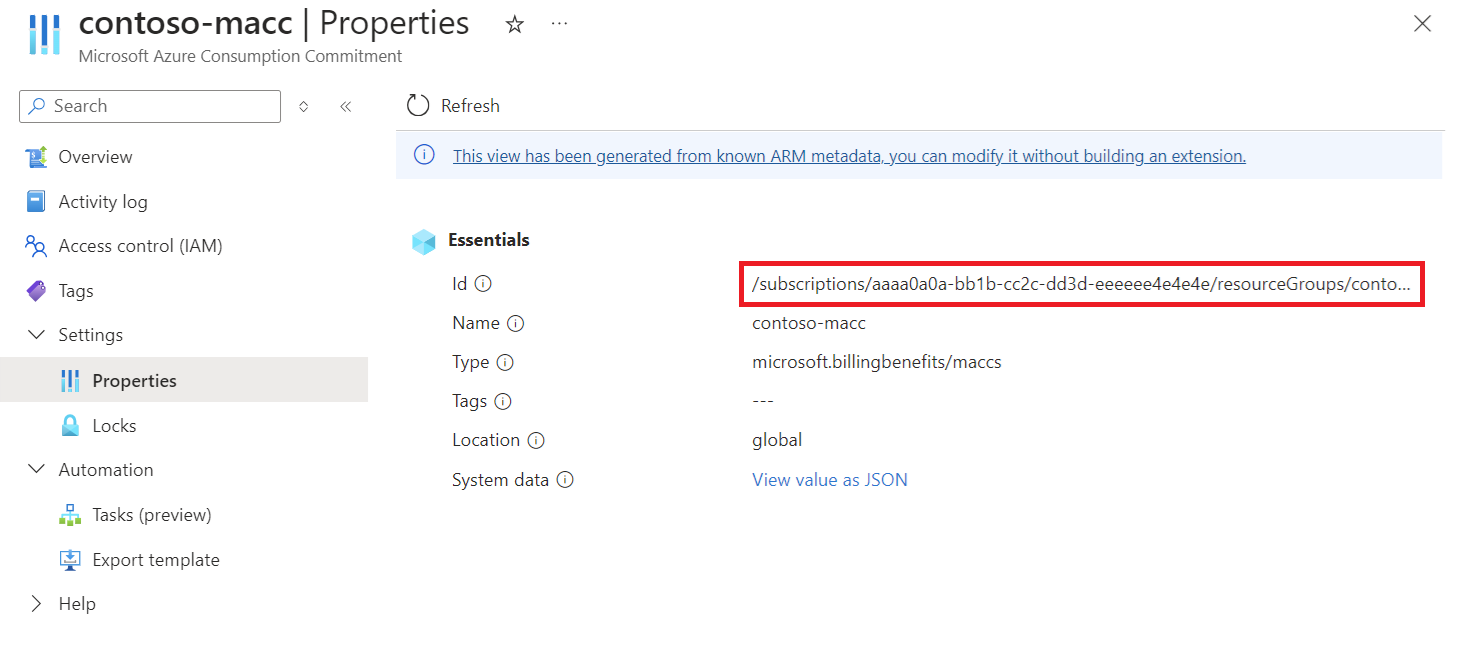 contoso-macc | Properties
Microsoft Azure Consumption Commitment
Search
Refresh
Overview
This view has been generated from known ARM metadata, you can modify it without building an extension.
Activity log
Access control (IAM)
Tags
Settings
Properties
Locks
Automation
Tasks (preview)
Export template
Help
Essentials
Id /subscriptions/aaaa0a0a-bb1b-cc2c-dd3d-eeeeee4e4e4e/resourceGroups/conto...
Name contoso-macc
Type microsoft.billingbenefits/maccs
Tags ---
Location global
System data View value as JSON